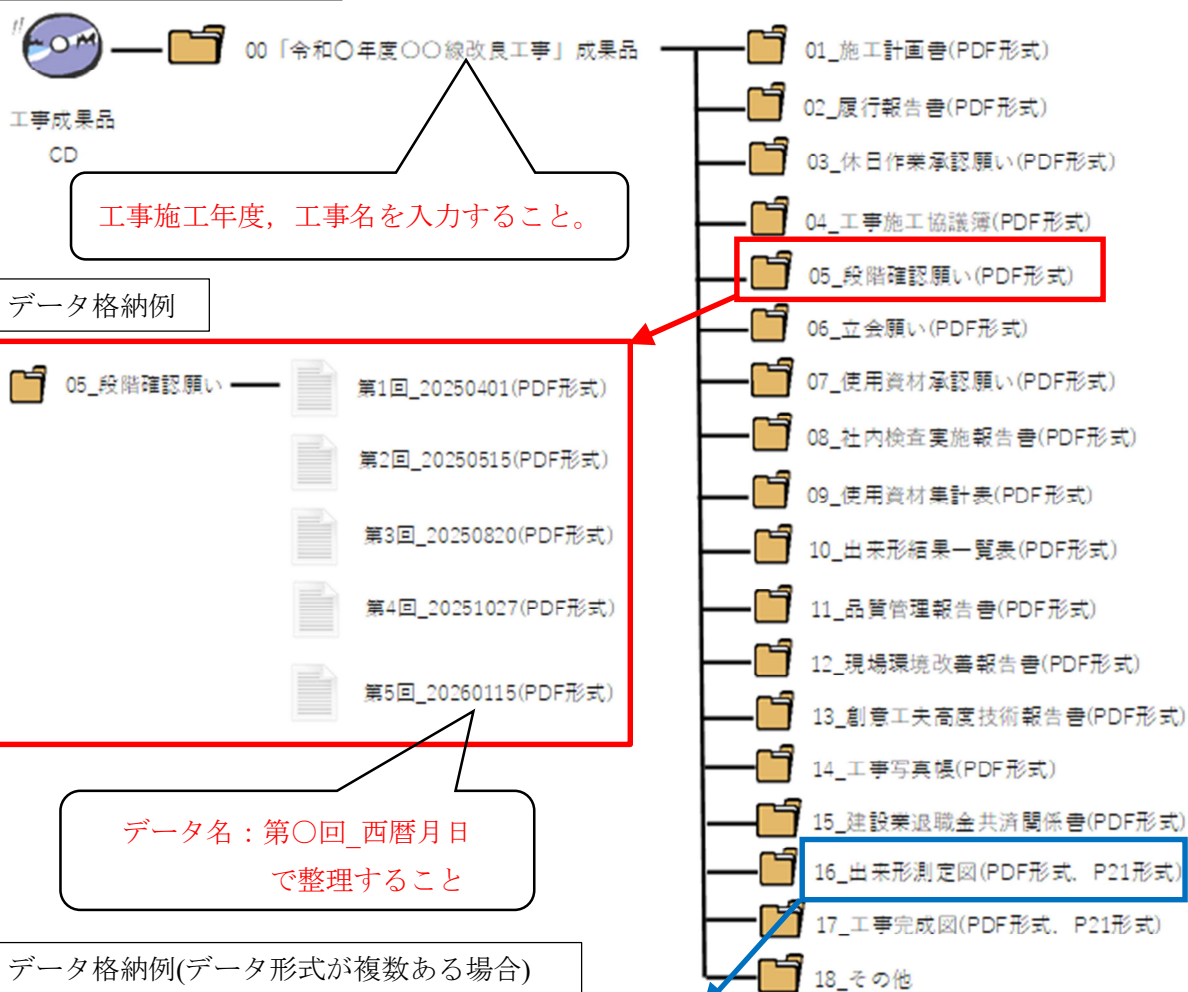 00「令和〇年度〇〇線改良工事」成果品
工事成果品
CD
工事施工年度，工事名を入力すること。
01_施工計画書(PDF形式)
02_履行報告書(PDF形式)
03_休日作業承認願い(PDF形式)
04_工事施工協議簿(PDF形式)
05_段階確認願い(PDF形式)
06_立会願い(PDF形式)
07_使用資材承認願い(PDF形式)
08_社内検査実施報告書(PDF形式)
09_使用資材集計表(PDF形式)
10_出来形結果一覧表(PDF形式)
11_品質管理報告書(PDF形式)
12_現場環境改善報告書(PDF形式)
13_創意工夫高度技術報告書(PDF形式)
14_工事写真帳(PDF形式)
15_建設業退職金共済関係書(PDF形式)
16_出来形測定図(PDF形式、P21形式)
17_工事完成図(PDF形式、P21形式)
18_その他
データ格納例
05_段階確認願い
第1回_20250401(PDF形式)
第2回_20250515(PDF形式)
第3回_20250820(PDF形式)
第4回_20251027(PDF形式)
第5回_20260115(PDF形式)
データ名：第〇回_西暦月日
で整理すること
データ格納例(データ形式が複数ある場合)